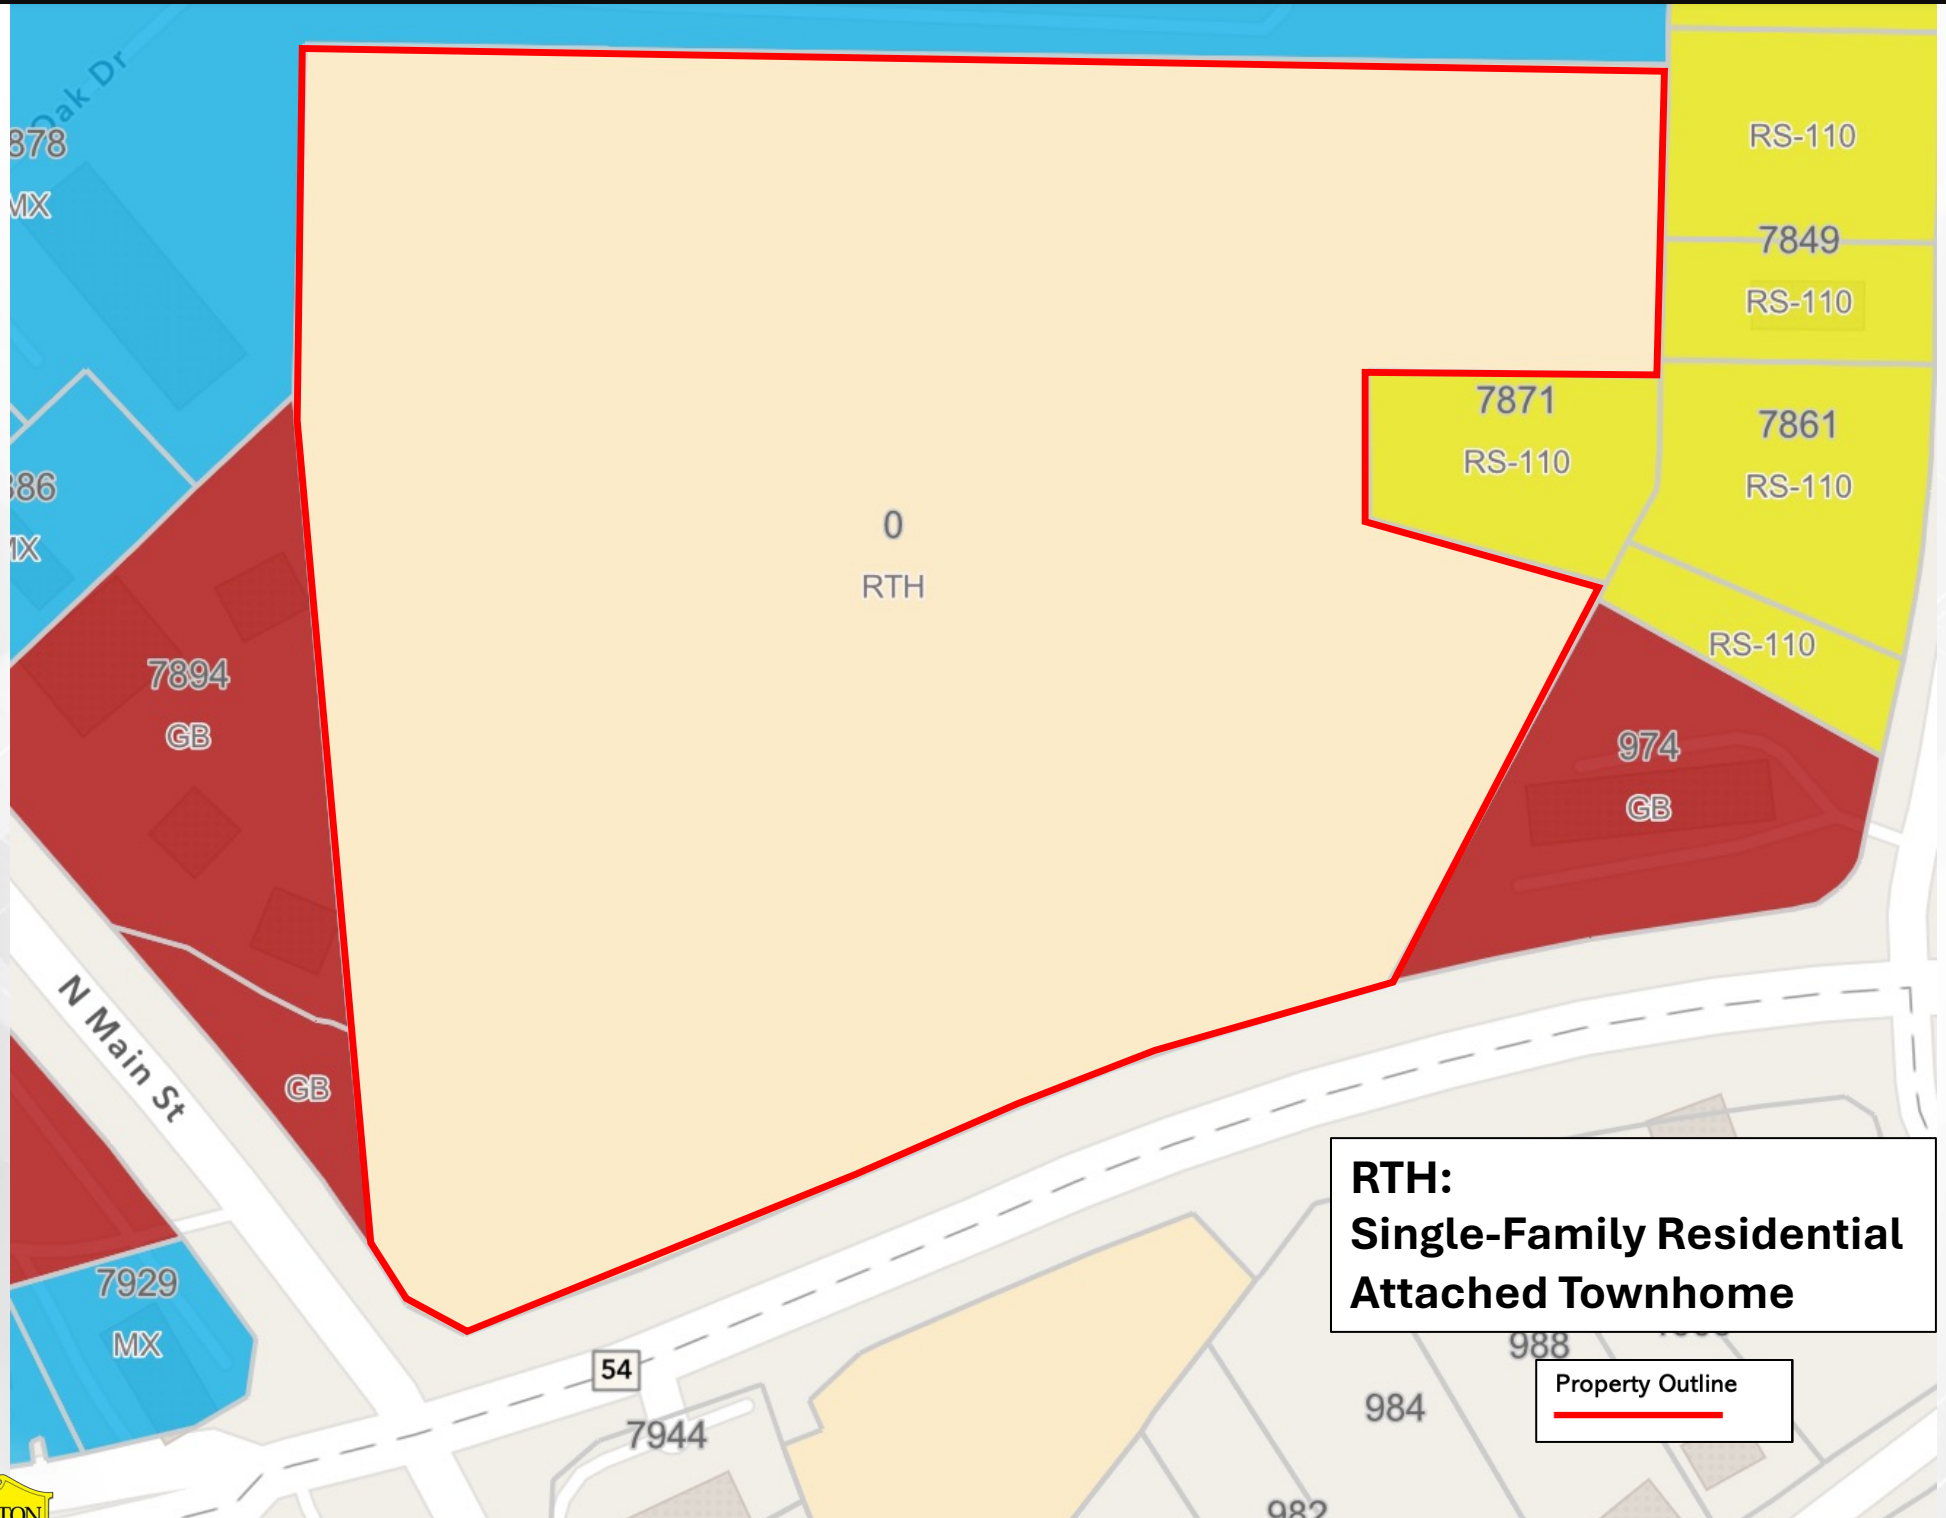 Oak Dr
878
MX
RS-110
7849
RS-110
7871
RS-110
7861
RS-110
886
MX
0
RTH
RS-110
7894
GB
974
GB
N Main St
GB
RTH:
Single-Family Residential
Attached Townhome
7929
MX
54
988
Property Outline
984
7944
982
TON